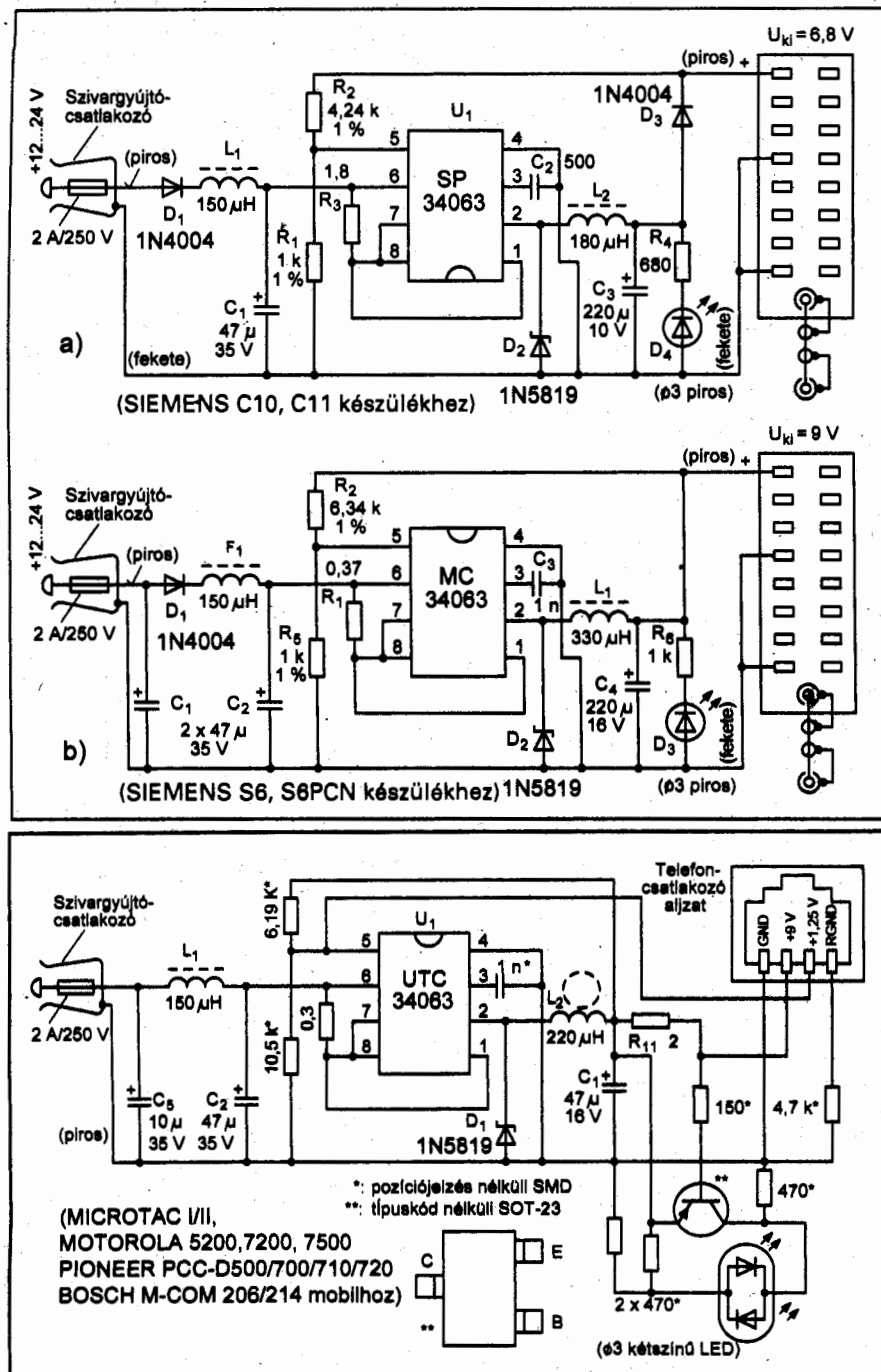 U_ki = 6,8 V
(piros) +
+12...24 V
Szivargyújtó-
csatlakozó
(piros)
2 A/250 V
D₁
1N4004
L₁
150 µH
C₁
47 µ
35 V
(fekete)
R₂
4,24 k
1 %
R₁
1 k
1 %
1,8
R₃
U₁
SP
34063
5
6
7
8
4
3
2
1
C₂
500
L₂
180 µH
D₂
1N5819
C₃
220 µ
10 V
1N4004
D₃
R₄
680
D₄
(ø3 piros)
(fekete)
a)
(SIEMENS C10, C11 készülékhez)
U_ki = 9 V
(piros) +
+12...24 V
Szivargyújtó-
csatlakozó
(piros)
2 A/250 V
D₁
1N4004
F₁
150 µH
C₁
C₂
2 x 47 µ
35 V
R₂
6,34 k
1 %
R₅
1 k
1 %
0,37
R₁
MC
34063
5
6
7
8
4
3
2
1
C₃
1 n
L₁
330 µH
D₂
1N5819
C₄
220 µ
16 V
R₆
1 k
D₃
(ø3 piros)
(fekete)
b)
(SIEMENS S6, S6PCN készülékhez)
Szivargyújtó-
csatlakozó
2 A/250 V
(piros)
L₁
150 µH
C₅
10 µ
35 V
C₂
47 µ
35 V
6,19 K*
10,5 k*
0,3
U₁
UTC
34063
5
6
7
8
4
3
2
1
1 n*
L₂
220 µH
D₁
1N5819
C₁
47 µ
16 V
R₁₁ 2
Telefon-
csatlakozó
aljzat
GND
+9 V
+1,25 V
RGND
150*
4,7 k*
470*
**
2 x 470*
(ø3 kétszínű LED)
*: pozíciójelzés nélküli SMD
**: típuskód nélküli SOT-23
C
E
B
**
(MICROTAC I/II,
MOTOROLA 5200,7200, 7500
PIONEER PCC-D500/700/710/720
BOSCH M-COM 206/214 mobilhoz)